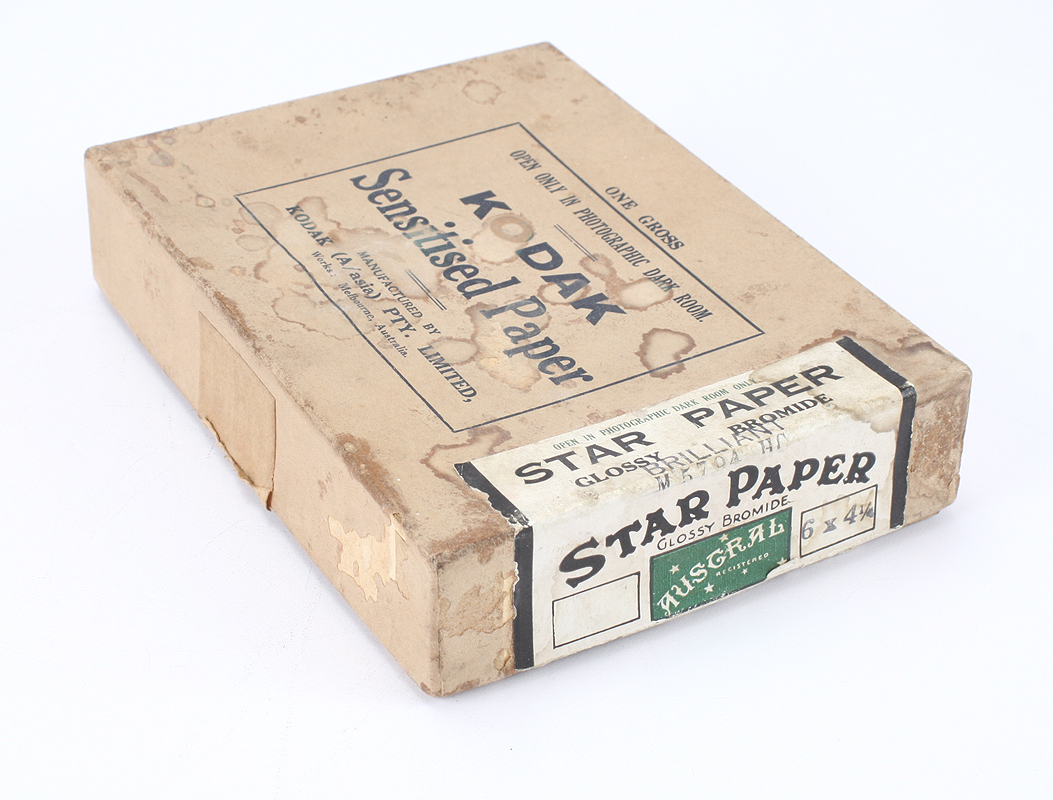 ONE GROSS
OPEN ONLY IN PHOTOGRAPHIC DARK ROOM.
KODAK
Sensitised Paper
MANUFACTURED BY
KODAK (A/asia) PTY. LIMITED,
Works: Melbourne, Australia.
OPEN IN PHOTOGRAPHIC DARK ROOM ONLY
STAR PAPER
GLOSSY BROMIDE
BRILLIANT
STAR PAPER
GLOSSY BROMIDE
AUSTRAL
REGISTERED
6 x 4¼